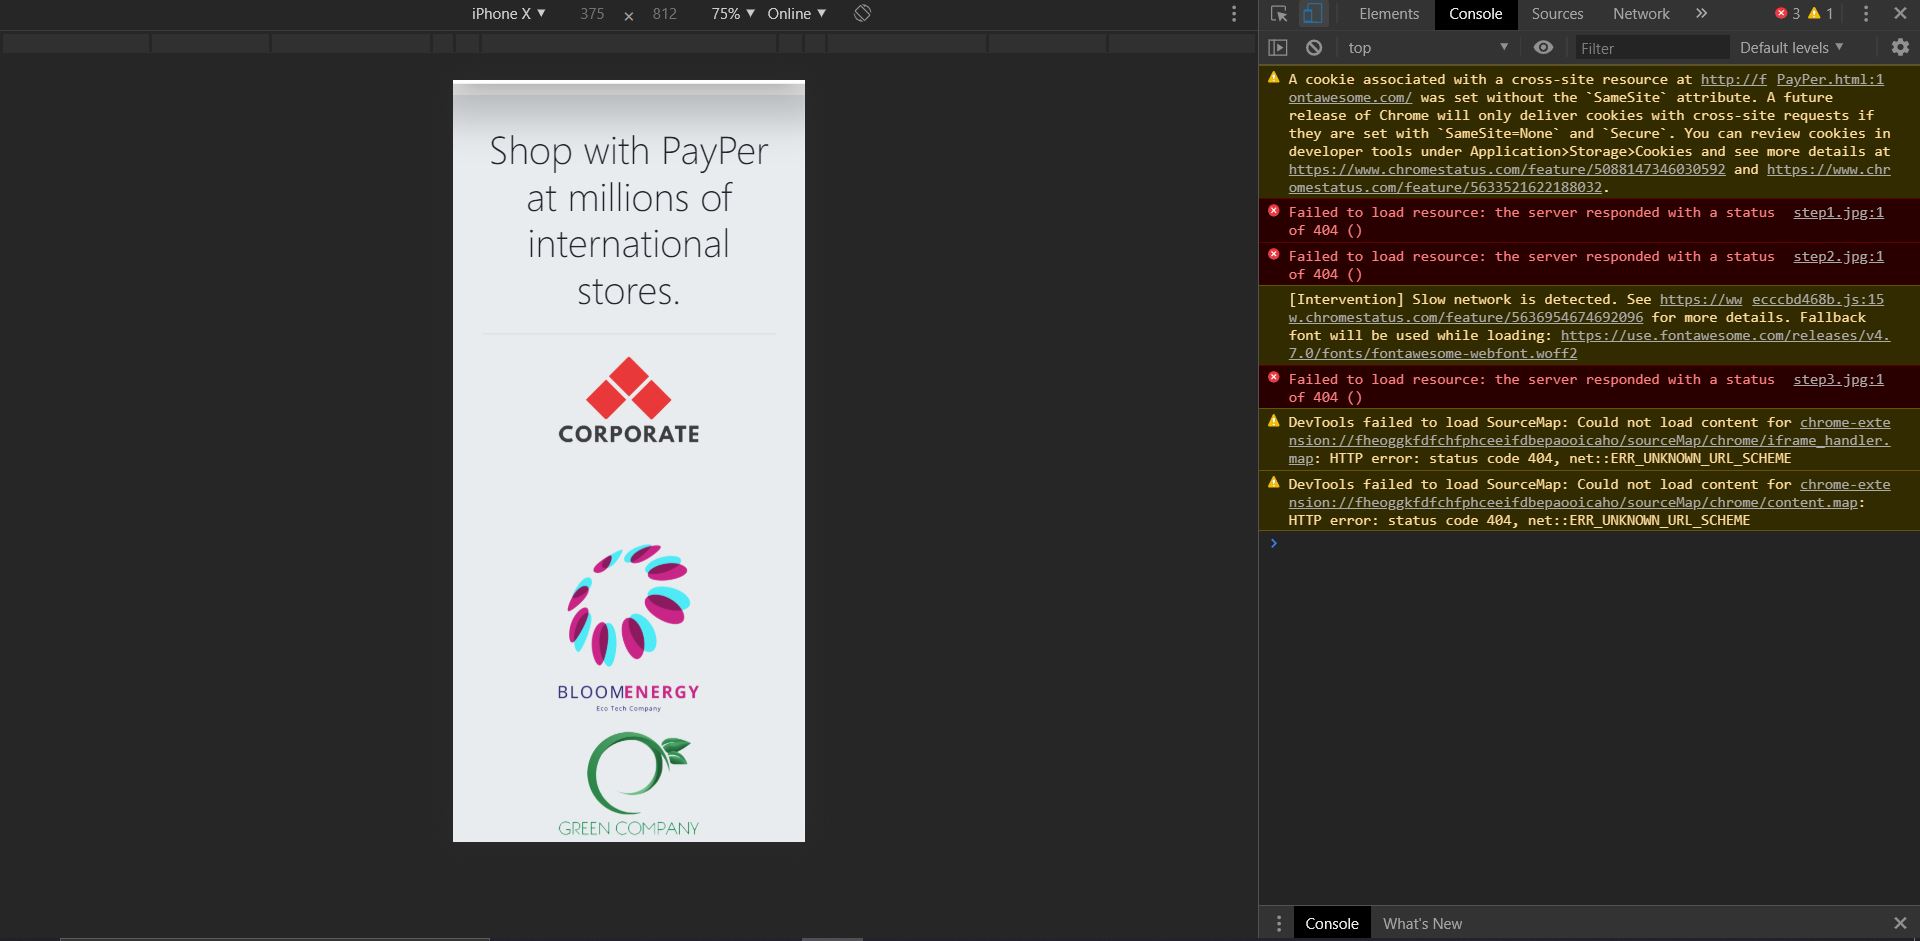 iPhone X ▼ 375 × 812 75% ▼ Online ▼
Elements Console Sources Network » 3 1
top ▼ Filter Default levels ▼
Shop with PayPer
at millions of
international
stores.
CORPORATE
BLOOMENERGY
Eco Tech Company
GREEN COMPANY
A cookie associated with a cross-site resource at http://f PayPer.html:1
ontawesome.com/ was set without the `SameSite` attribute. A future
release of Chrome will only deliver cookies with cross-site requests if
they are set with `SameSite=None` and `Secure`. You can review cookies in
developer tools under Application>Storage>Cookies and see more details at
https://www.chromestatus.com/feature/5088147346030592 and https://www.chr
omestatus.com/feature/5633521622188032.
Failed to load resource: the server responded with a status step1.jpg:1
of 404 ()
Failed to load resource: the server responded with a status step2.jpg:1
of 404 ()
[Intervention] Slow network is detected. See https://ww ecccbd468b.js:15
w.chromestatus.com/feature/5636954674692096 for more details. Fallback
font will be used while loading: https://use.fontawesome.com/releases/v4.
7.0/fonts/fontawesome-webfont.woff2
Failed to load resource: the server responded with a status step3.jpg:1
of 404 ()
DevTools failed to load SourceMap: Could not load content for chrome-exte
nsion://fheoggkfdfchfphceeifdbepaooicaho/sourceMap/chrome/iframe_handler.
map: HTTP error: status code 404, net::ERR_UNKNOWN_URL_SCHEME
DevTools failed to load SourceMap: Could not load content for chrome-exte
nsion://fheoggkfdfchfphceeifdbepaooicaho/sourceMap/chrome/content.map:
HTTP error: status code 404, net::ERR_UNKNOWN_URL_SCHEME
Console What's New